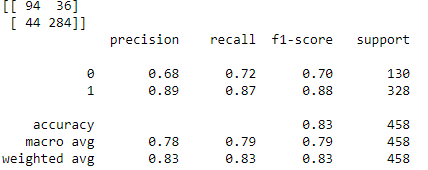 [[ 94 36]
[ 44 284]]
precision recall f1-score support
0 0.68 0.72 0.70 130
1 0.89 0.87 0.88 328
accuracy 0.83 458
macro avg 0.78 0.79 0.79 458
weighted avg 0.83 0.83 0.83 458